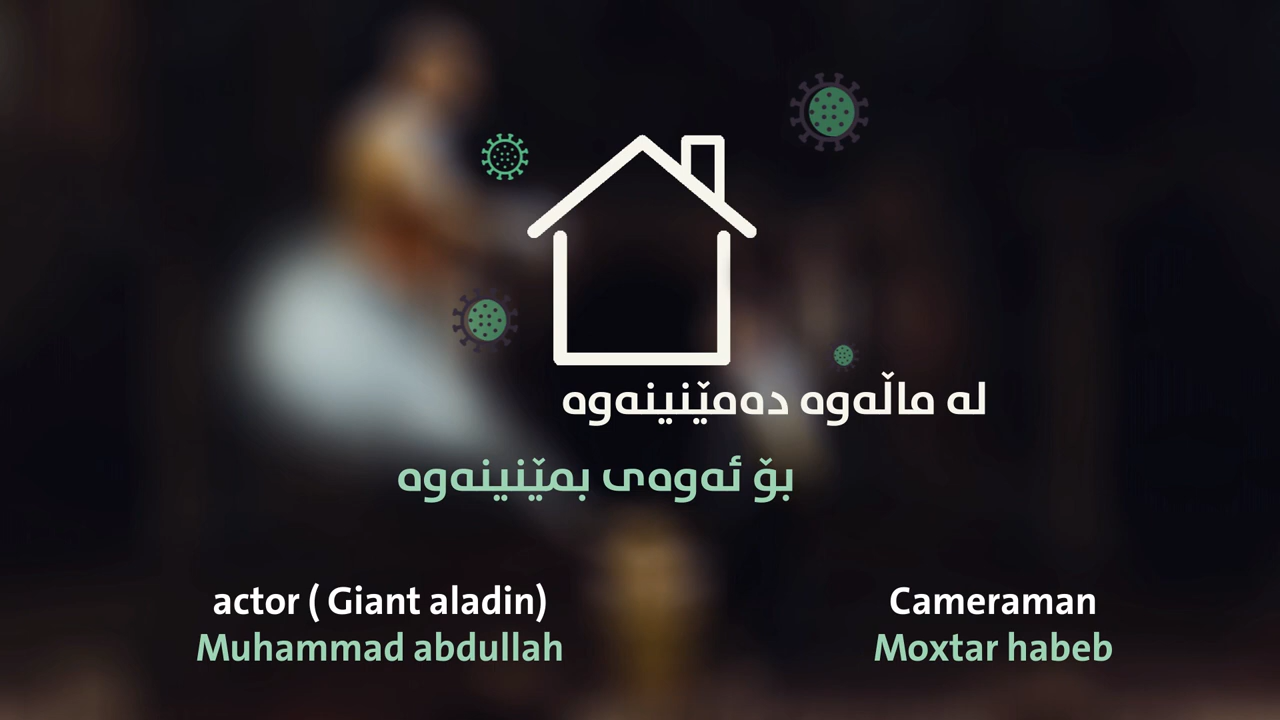 لە ماڵەوە دەمێنینەوە
بۆ ئەوەی بمێنینەوە
actor ( Giant aladin)
Muhammad abdullah
Cameraman
Moxtar habeb